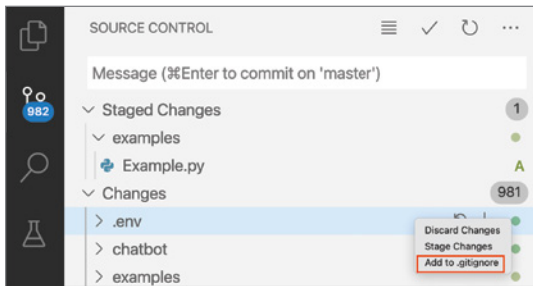 SOURCE CONTROL
Message (⌘Enter to commit on 'master')
982
Staged Changes 1
examples
Example.py A
Changes 981
.env
Discard Changes
Stage Changes
chatbot
Add to .gitignore
examples